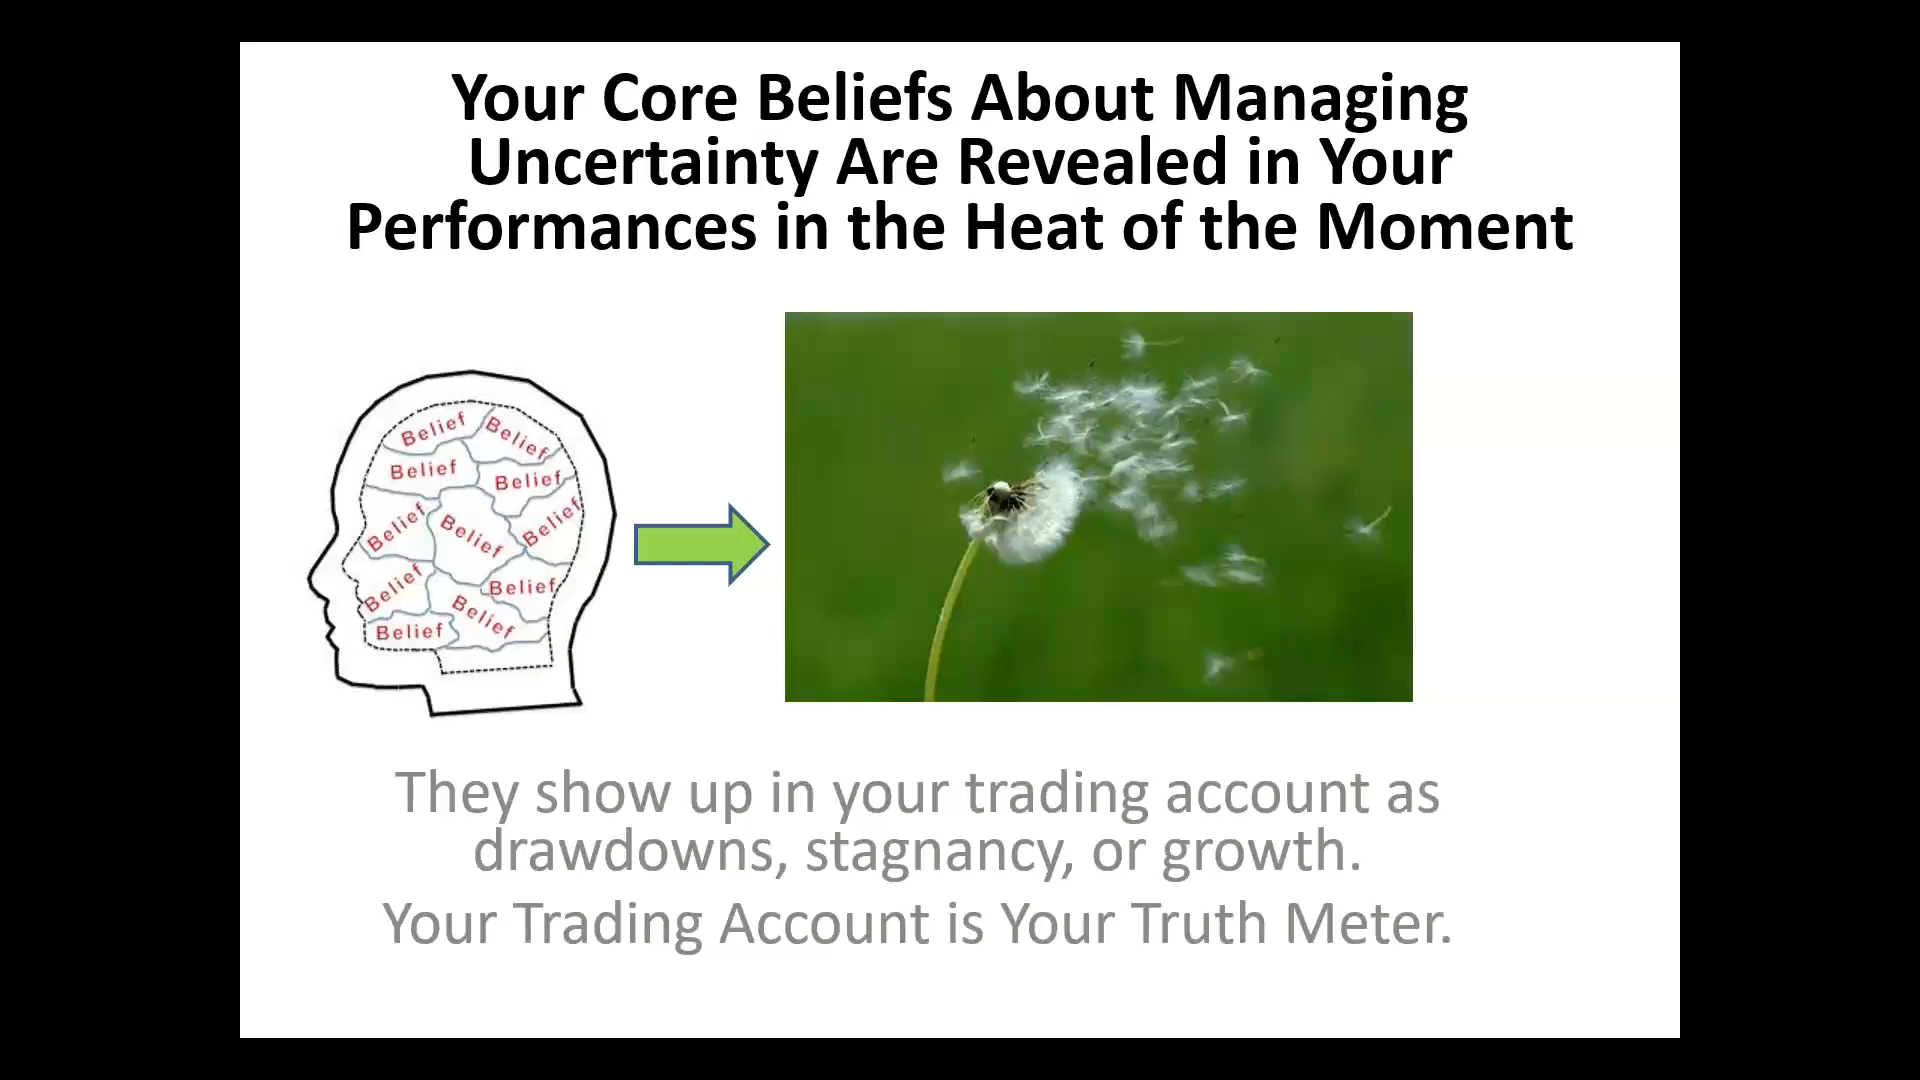 Your Core Beliefs About Managing
Uncertainty Are Revealed in Your
Performances in the Heat of the Moment
Belief
Belief
Belief
Belief
Belief
Belief
Belief
Belief
Belief
Belief
Belief
They show up in your trading account as
drawdowns, stagnancy, or growth.
Your Trading Account is Your Truth Meter.